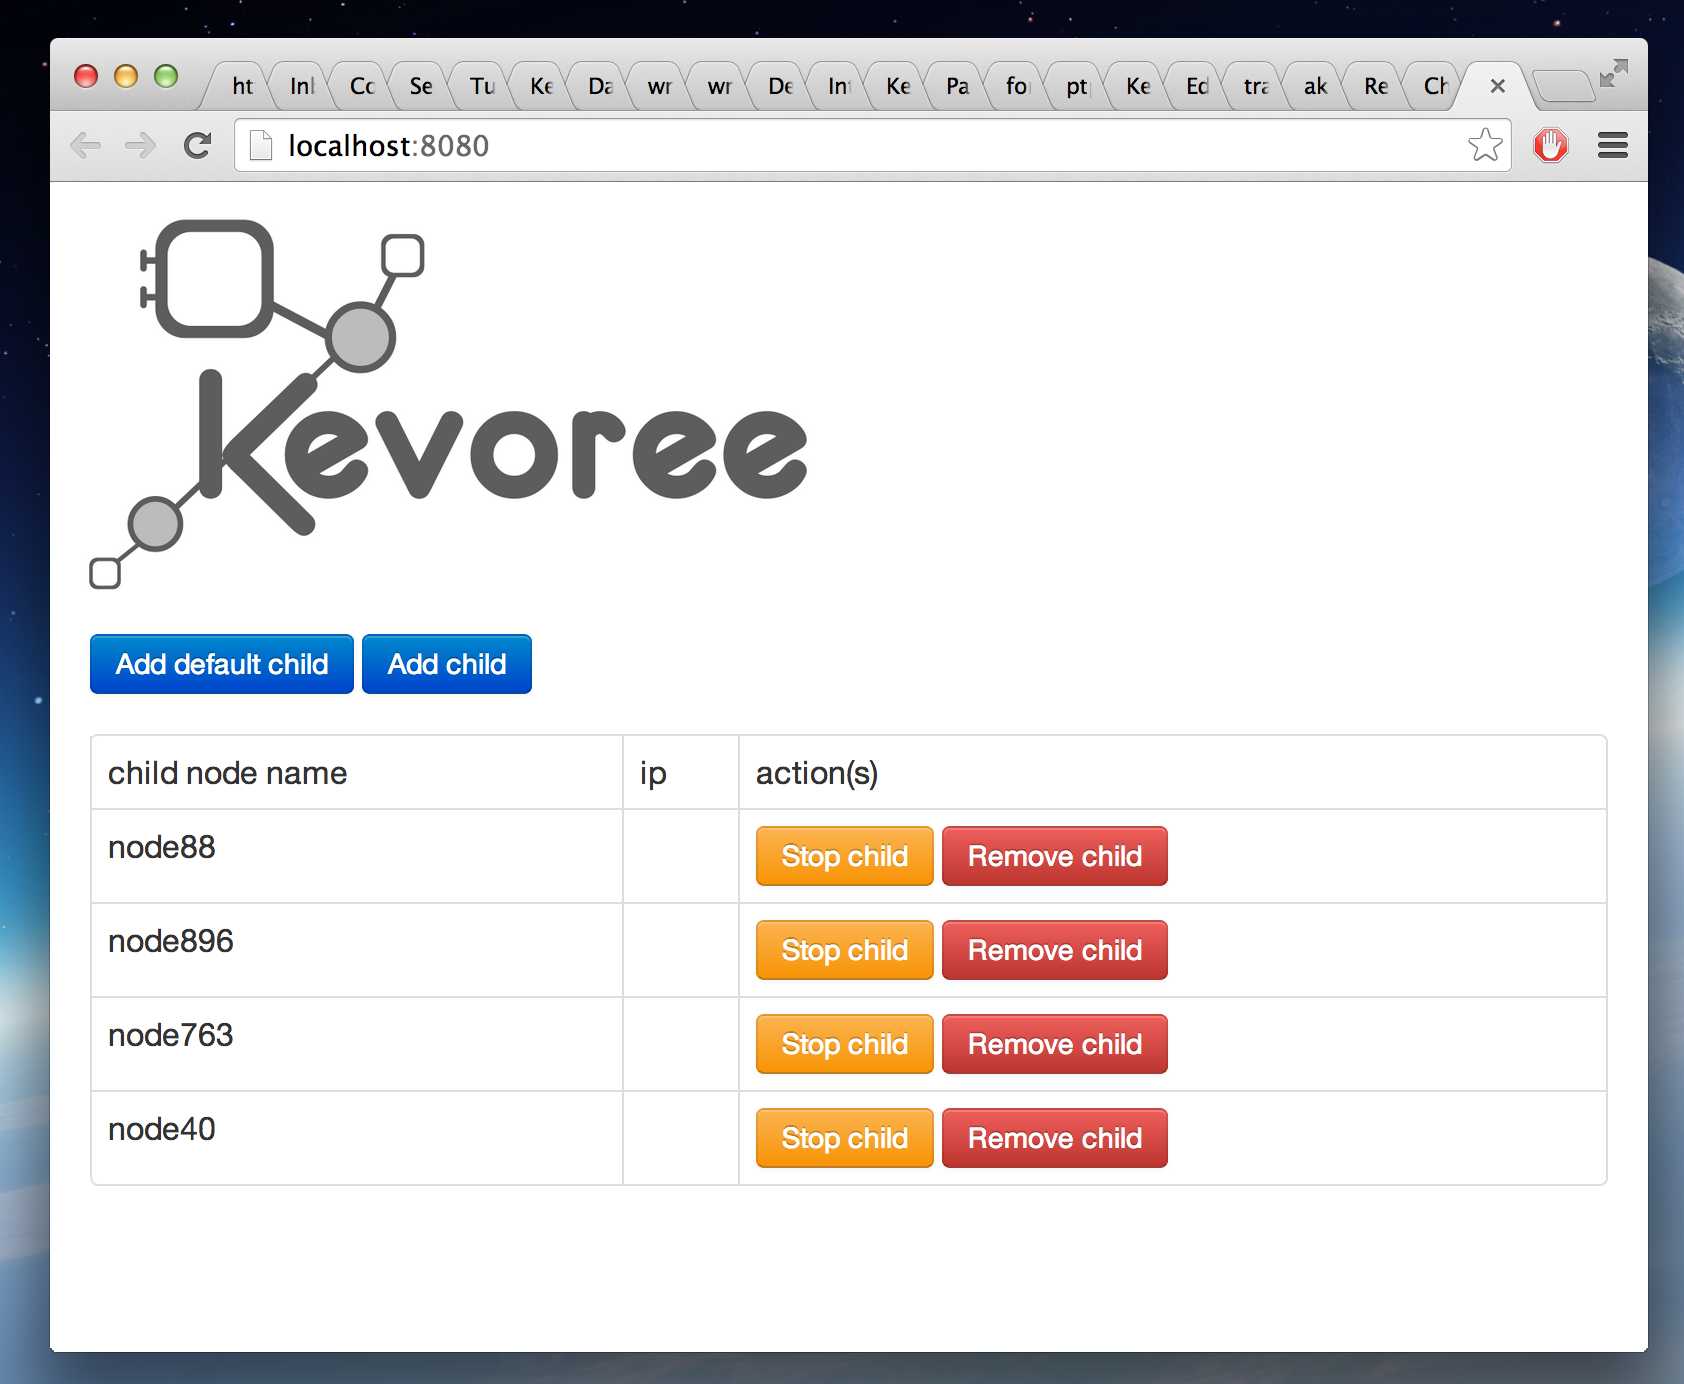 ht Inl Cc Se Tu Ke Da wr wr De Int Ke Pa fo pt Ke Ed tra ak Re Ch
localhost:8080
Kevoree
Add default child Add child
child node name ip action(s)
node88 Stop child Remove child
node896 Stop child Remove child
node763 Stop child Remove child
node40 Stop child Remove child